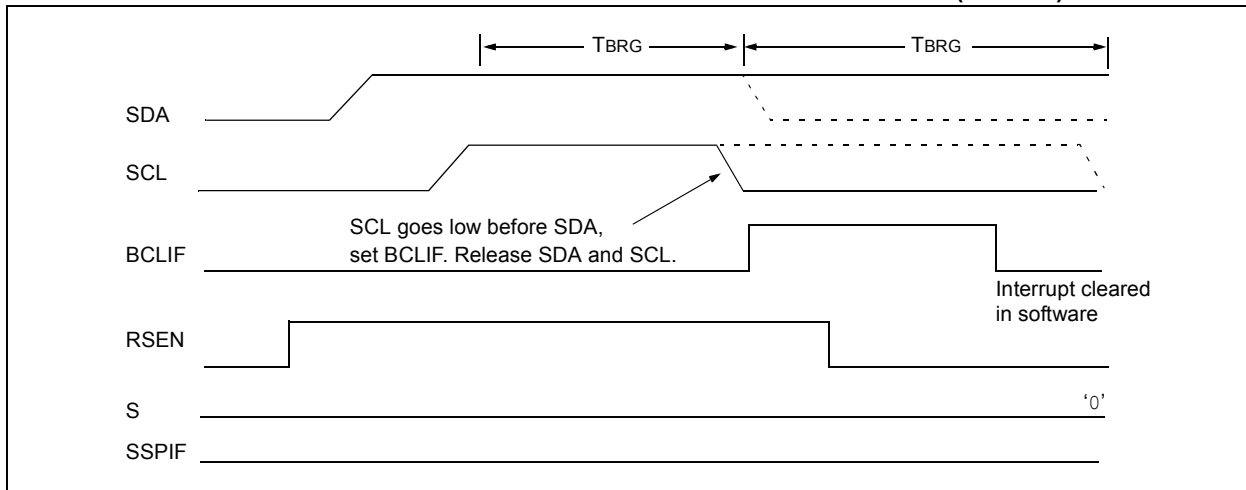 TBRG
TBRG
SDA
SCL
SCL goes low before SDA,
set BCLIF. Release SDA and SCL.
BCLIF
Interrupt cleared
in software
RSEN
S
‘0’
SSPIF